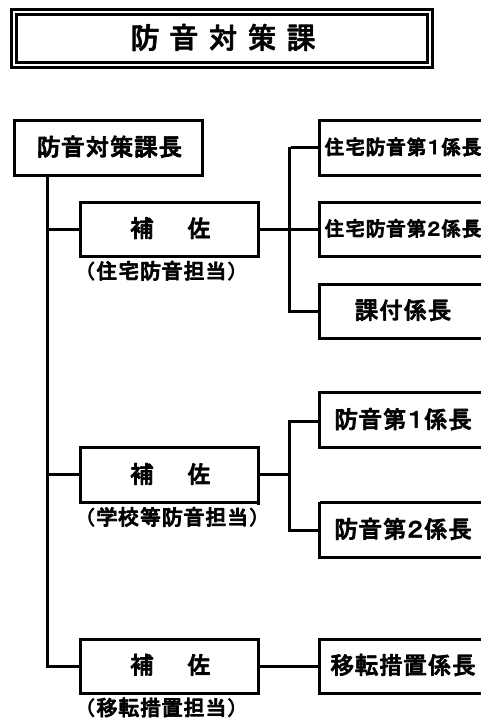 防音対策課
防音対策課長
住宅防音第1係長
補　佐
住宅防音第2係長
（住宅防音担当）
課付係長
防音第1係長
補　佐
（学校等防音担当）
防音第2係長
補　佐
移転措置係長
（移転措置担当）